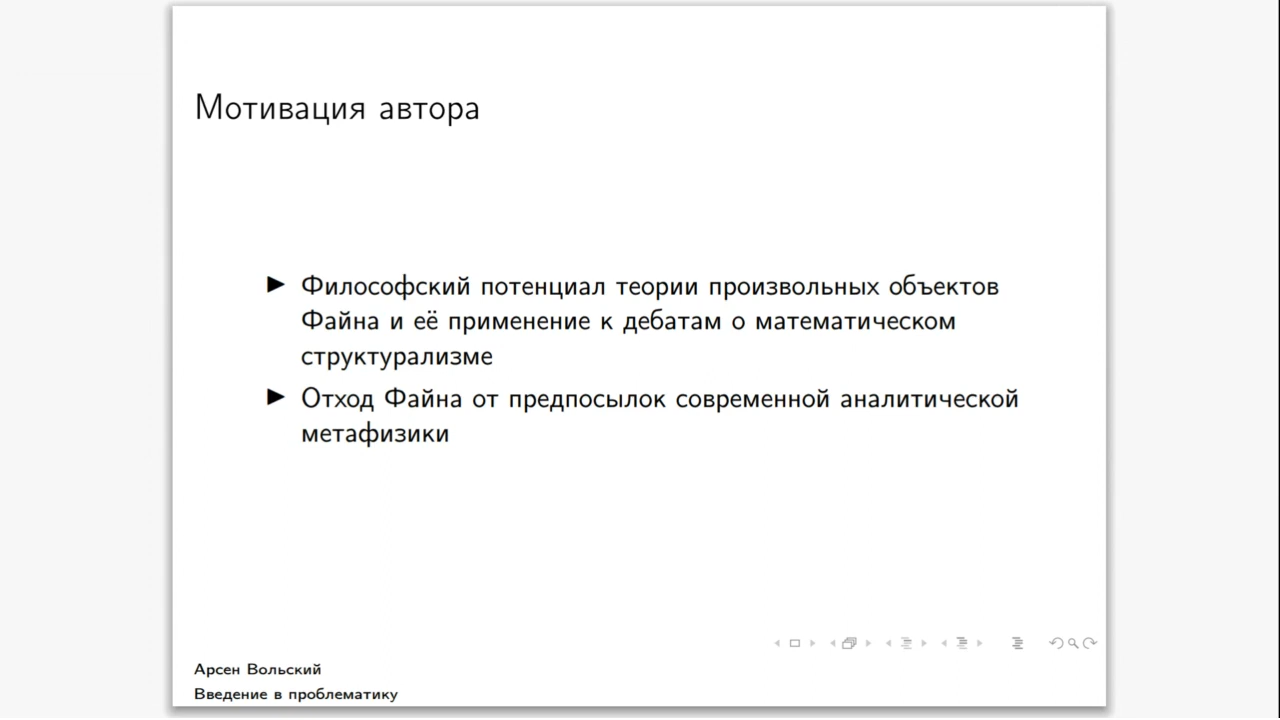 Мотивация автора
Философский потенциал теории произвольных объектов
Файна и её применение к дебатам о математическом
структурализме
Отход Файна от предпосылок современной аналитической
метафизики
Арсен Вольский
Введение в проблематику